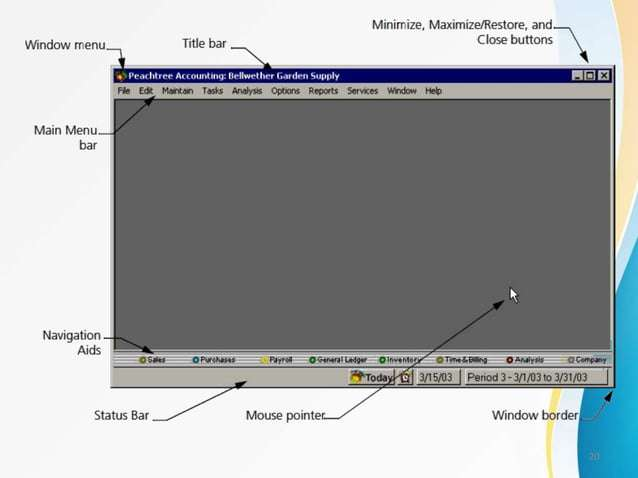 Minimize, Maximize/Restore, and
Close buttons
Window menu
Title bar
Peachtree Accounting: Bellwether Garden Supply
File Edit Maintain Tasks Analysis Options Reports Services Window Help
Main Menu
bar
Navigation
Aids
Sales Purchases Payroll General Ledger Inventory Time & Billing Analysis Company
Today 3/15/03 Period 3 - 3/1/03 to 3/31/03
Status Bar
Mouse pointer
Window border
20